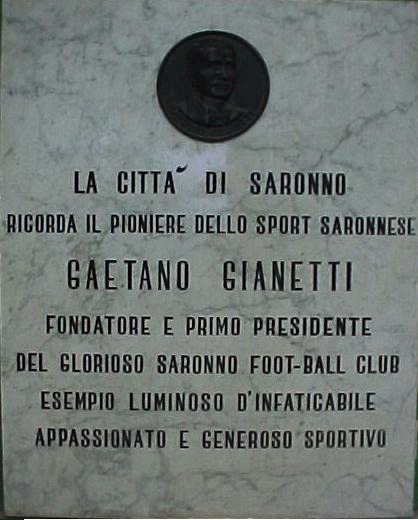 LA CITTÀ DI SARONNO
RICORDA IL PIONIERE DELLO SPORT SARONNESE
GAETANO GIANETTI
FONDATORE E PRIMO PRESIDENTE
DEL GLORIOSO SARONNO FOOT-BALL CLUB
ESEMPIO LUMINOSO D'INFATICABILE
APPASSIONATO E GENEROSO SPORTIVO